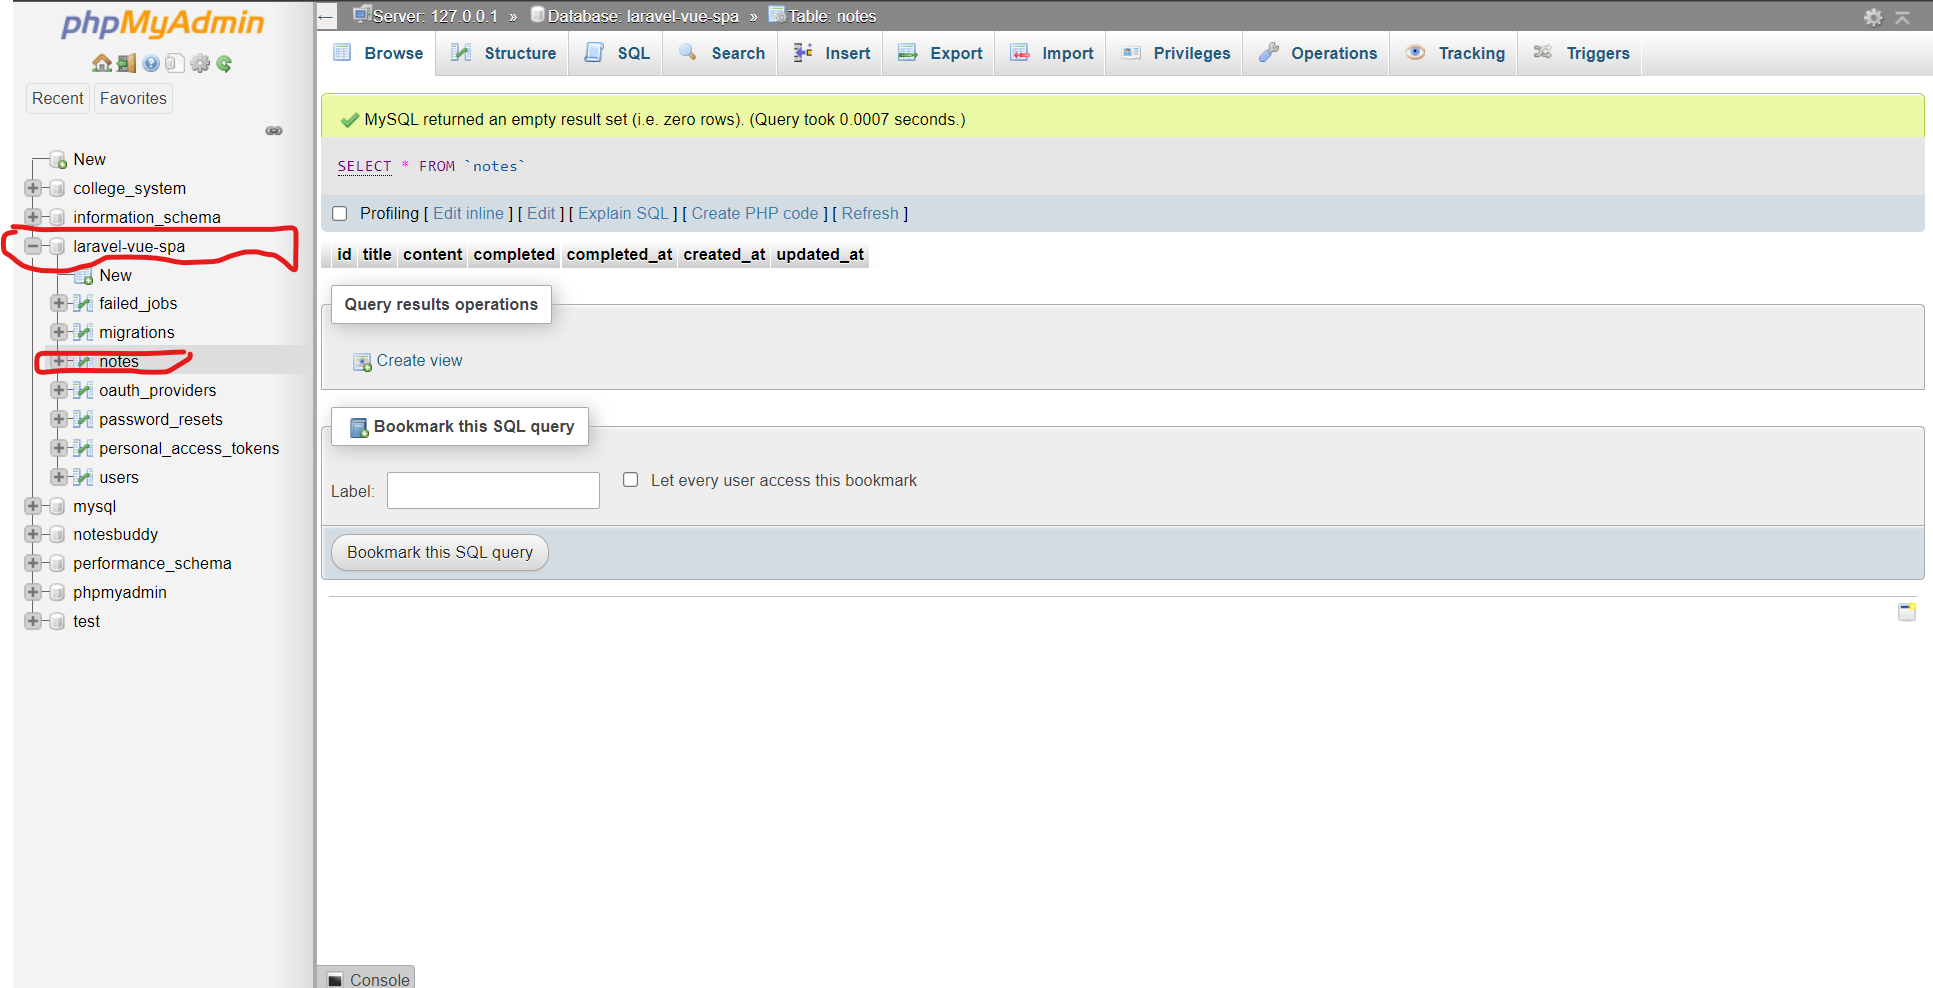 phpMyAdmin
Recent Favorites
New
college_system
information_schema
laravel-vue-spa
New
failed_jobs
migrations
notes
oauth_providers
password_resets
personal_access_tokens
users
mysql
notesbuddy
performance_schema
phpmyadmin
test
Server: 127.0.0.1 » Database: laravel-vue-spa » Table: notes
Browse Structure SQL Search Insert Export Import Privileges Operations Tracking Triggers
MySQL returned an empty result set (i.e. zero rows). (Query took 0.0007 seconds.)
SELECT * FROM `notes`
Profiling [ Edit inline ] [ Edit ] [ Explain SQL ] [ Create PHP code ] [ Refresh ]
id title content completed completed_at created_at updated_at
Query results operations
Create view
Bookmark this SQL query
Label: Let every user access this bookmark
Bookmark this SQL query
Console